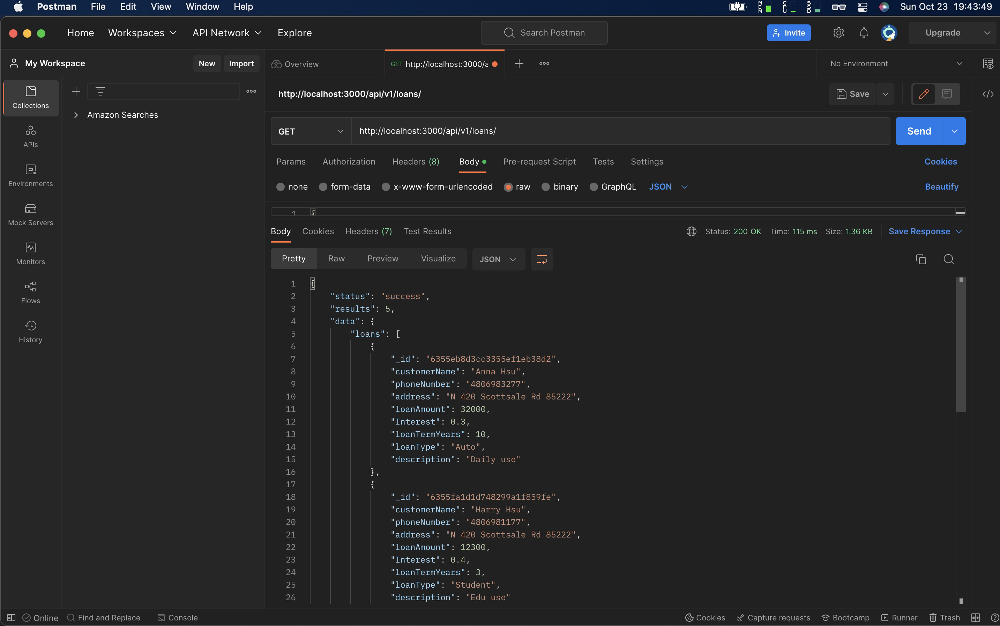 Postman File Edit View Window Help MEM CPU SSD Sun Oct 23 19:43:49
Home Workspaces API Network Explore Search Postman Invite Upgrade
My Workspace New Import Overview GET http://localhost:3000/a No Environment
Collections
APIs
Environments
Mock Servers
Monitors
Flows
History
Amazon Searches
http://localhost:3000/api/v1/loans/ Save
GET http://localhost:3000/api/v1/loans/ Send
Params Authorization Headers (8) Body Pre-request Script Tests Settings Cookies
none form-data x-www-form-urlencoded raw binary GraphQL JSON Beautify
1 {
Body Cookies Headers (7) Test Results Status: 200 OK Time: 115 ms Size: 1.36 KB Save Response
Pretty Raw Preview Visualize JSON
1 {
2 "status": "success",
3 "results": 5,
4 "data": {
5 "loans": [
6 {
7 "_id": "6355eb8d3cc3355ef1eb38d2",
8 "customerName": "Anna Hsu",
9 "phoneNumber": "4806983277",
10 "address": "N 420 Scottsale Rd 85222",
11 "loanAmount": 32000,
12 "Interest": 0.3,
13 "loanTermYears": 10,
14 "loanType": "Auto",
15 "description": "Daily use"
16 },
17 {
18 "_id": "6355fa1d1d748299a1f859fe",
19 "customerName": "Harry Hsu",
20 "phoneNumber": "4806981177",
21 "address": "N 420 Scottsale Rd 85222",
22 "loanAmount": 12300,
23 "Interest": 0.4,
24 "loanTermYears": 3,
25 "loanType": "Student",
26 "description": "Edu use"
Online Find and Replace Console Cookies Capture requests Bootcamp Runner Trash